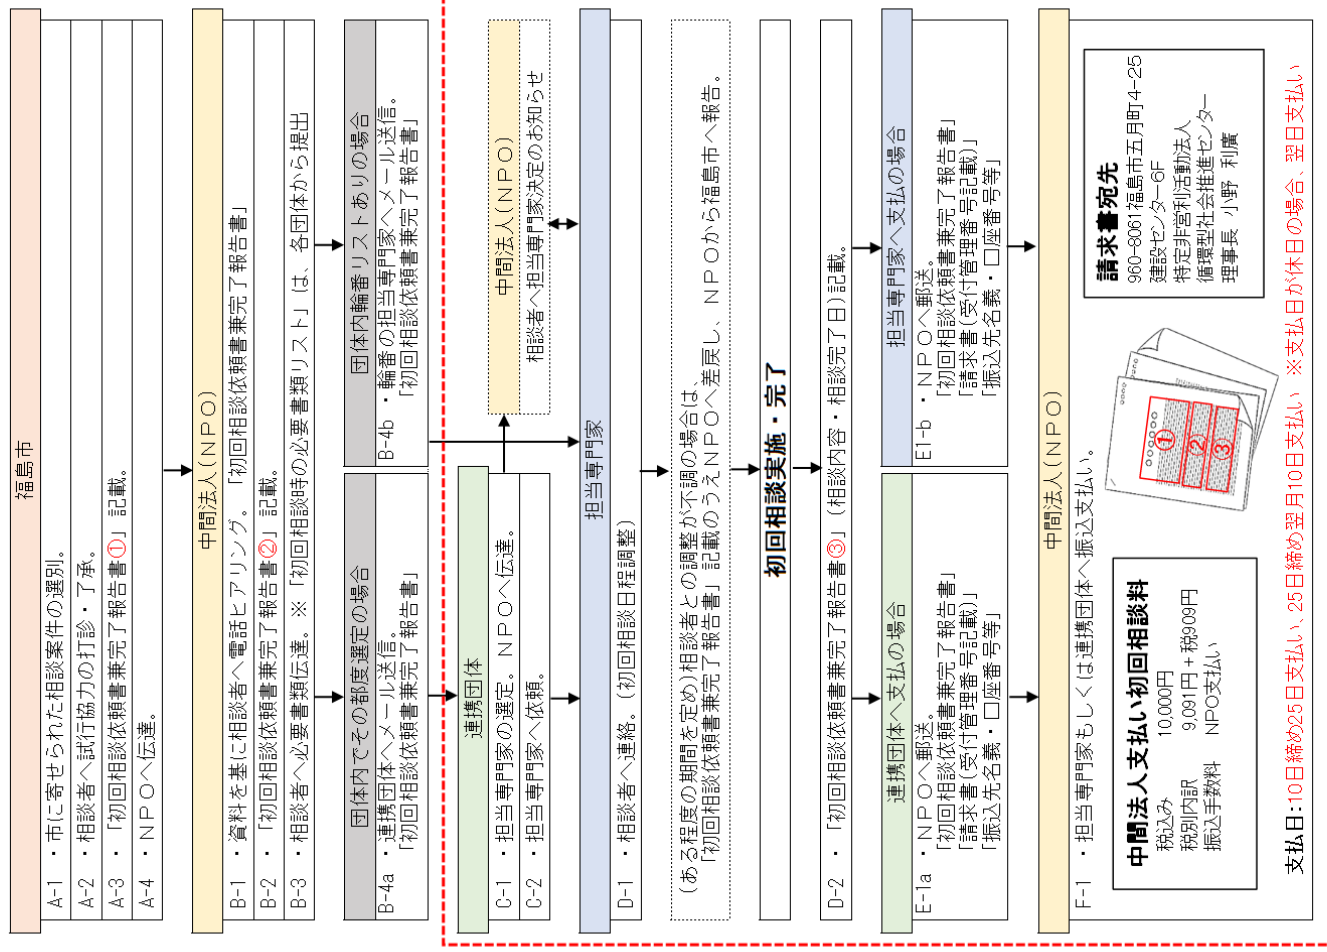 福島市
A-1 ・市に寄せられた相談案件の選別。
A-2 ・相談者へ試行協力の打診・了承。
A-3 ・「初回相談依頼書兼完了報告書①」記載。
A-4 ・ＮＰＯへ伝達。
中間法人(ＮＰＯ)
B-1 ・資料を基に相談者へ電話ヒアリング。「初回相談依頼書兼完了報告書」
B-2 ・「初回相談依頼書兼完了報告書②」記載。
B-3 ・相談者へ必要書類伝達。※「初回相談時の必要書類リスト」は、各団体から提出
団体内でその都度選定の場合
B-4a ・連携団体へメール送信。
「初回相談依頼書兼完了報告書」
団体内輪番リストありの場合
B-4b ・輪番の担当専門家へメール送信。
「初回相談依頼書兼完了報告書」
連携団体
C-1 ・担当専門家の選定。ＮＰＯへ伝達。
C-2 ・担当専門家へ依頼。
中間法人(ＮＰＯ)
相談者へ担当専門家決定のお知らせ
担当専門家
D-1 ・相談者へ連絡。(初回相談日程調整)
(ある程度の期間を定め)相談者との調整が不調の場合は、
「初回相談依頼書兼完了報告書」記載のうえＮＰＯへ差戻し、ＮＰＯから福島市へ報告。
初回相談実施・完了
D-2 ・「初回相談依頼書兼完了報告書③」(相談内容・相談完了日)記載。
連携団体へ支払の場合
E-1a ・ＮＰＯへ郵送。
「初回相談依頼書兼完了報告書」
「請求書(受付管理番号記載)」
「振込先名義・口座番号等」
担当専門家へ支払の場合
E1-b ・ＮＰＯへ郵送。
「初回相談依頼書兼完了報告書」
「請求書(受付管理番号記載)」
「振込先名義・口座番号等」
中間法人(ＮＰＯ)
F-1 ・担当専門家もしくは連携団体へ振込支払い。
中間法人支払い初回相談料
税込み 10,000円
税別内訳 9,091円＋税909円
振込手数料 NPO支払い
①
②
③
請求書宛先
960-8061福島市五月町4-25
建設センター6F
特定非営利活動法人
循環型社会推進センター
理事長 小野 利廣
支払日:10日締め25日支払い、25日締め翌月10日支払い ※支払日が休日の場合、翌日支払い